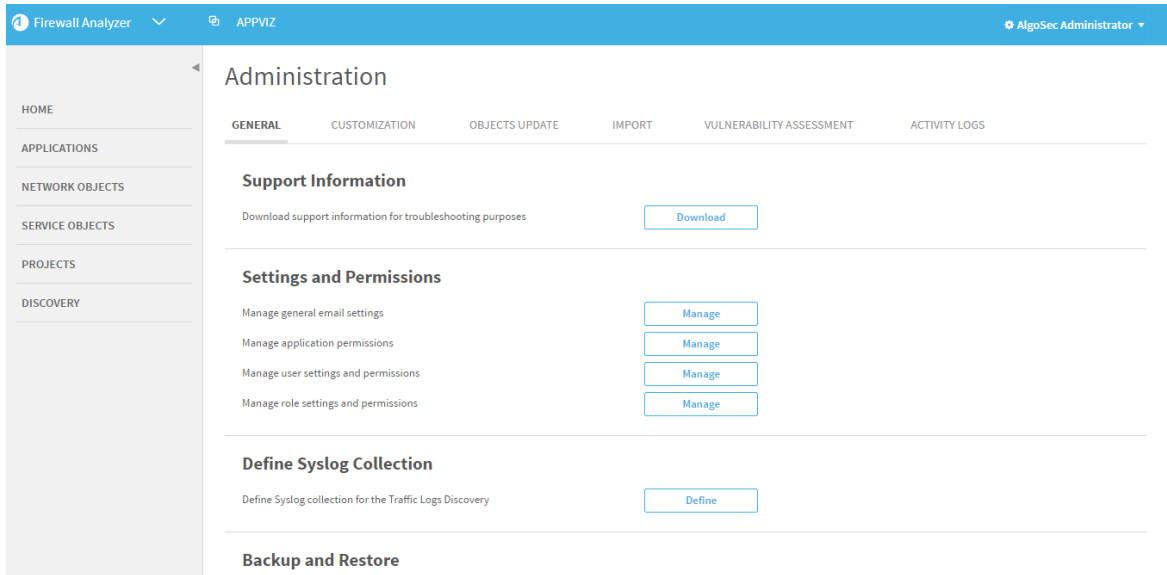 Firewall Analyzer APPVIZ AlgoSec Administrator
Administration
HOME
APPLICATIONS
NETWORK OBJECTS
SERVICE OBJECTS
PROJECTS
DISCOVERY
GENERAL CUSTOMIZATION OBJECTS UPDATE IMPORT VULNERABILITY ASSESSMENT ACTIVITY LOGS
Support Information
Download support information for troubleshooting purposes Download
Settings and Permissions
Manage general email settings Manage
Manage application permissions Manage
Manage user settings and permissions Manage
Manage role settings and permissions Manage
Define Syslog Collection
Define Syslog collection for the Traffic Logs Discovery Define
Backup and Restore